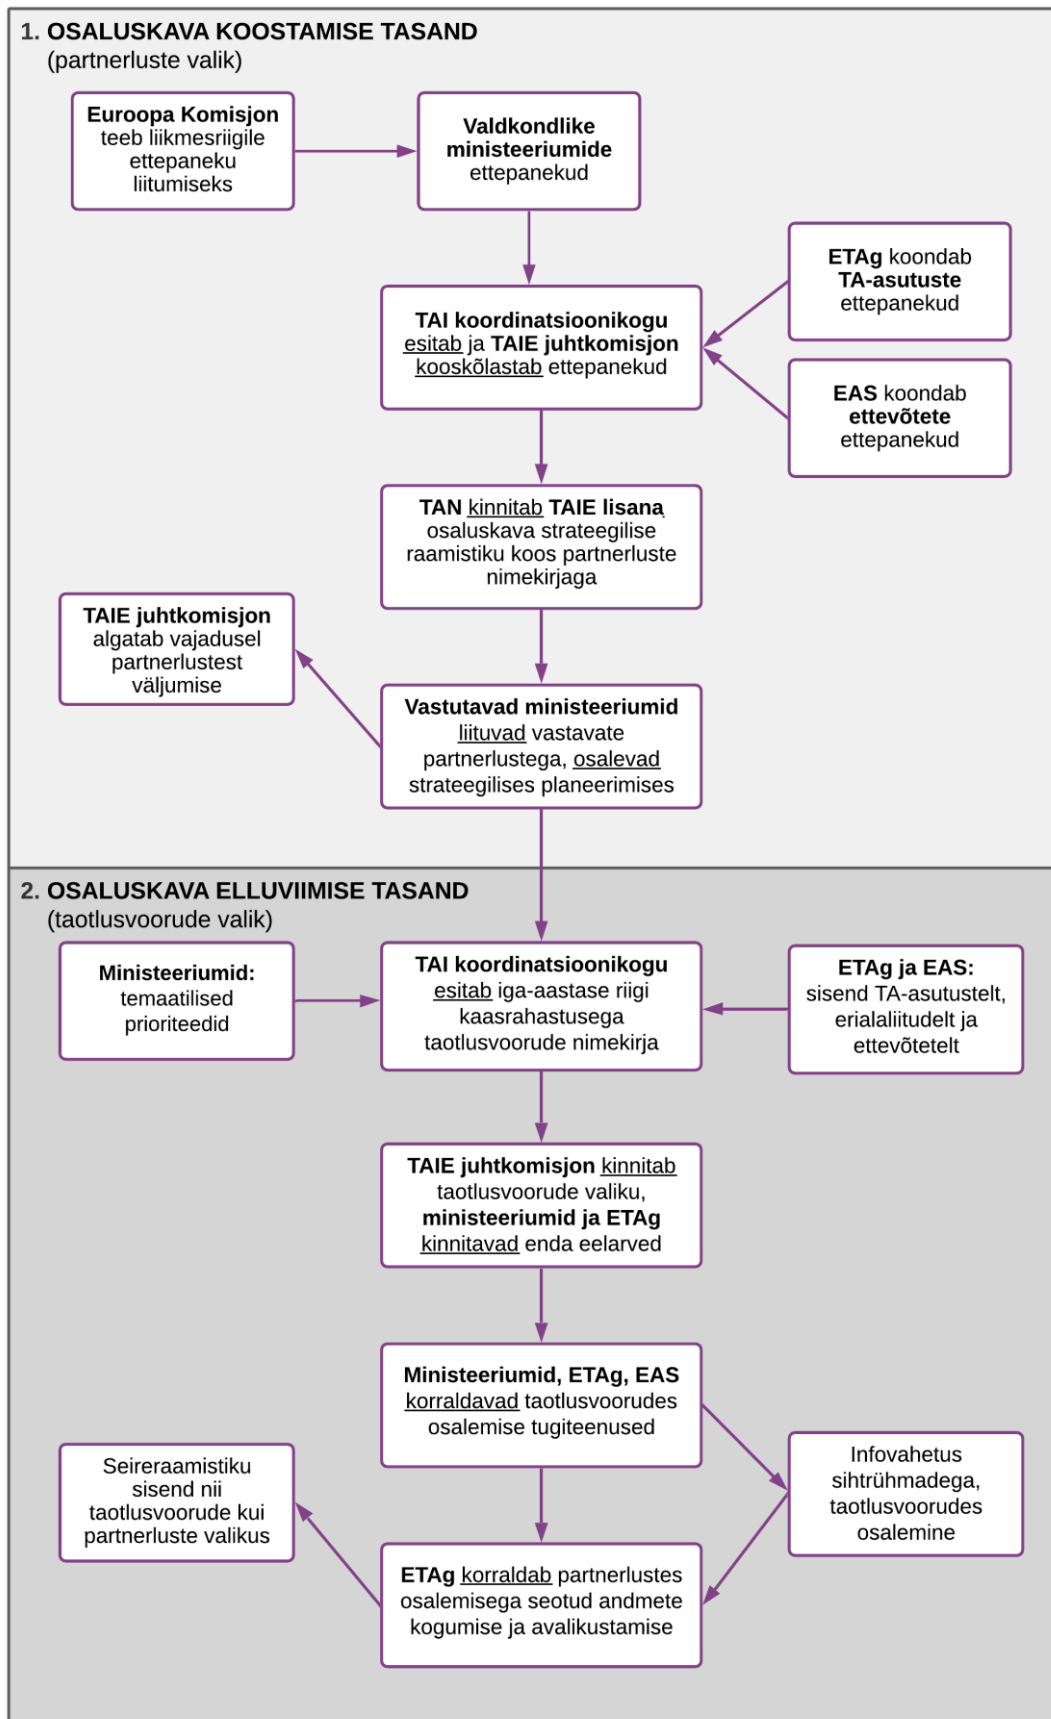 1. OSALUSKAVA KOOSTAMISE TASAND
(partnerluste valik)
Euroopa Komisjon
teeb liikmesriigile
ettepaneku
liitumiseks
Valdkondlike
ministeeriumide
ettepanekud
ETAg koondab
TA-asutuste
ettepanekud
TAI koordinatsioonikogu
esitab ja TAIE juhtkomisjon
kooskõlastab ettepanekud
EAS koondab
ettevõtete
ettepanekud
TAN kinnitab TAIE lisana
osaluskava strateegilise
raamistiku koos partnerluste
nimekirjaga
TAIE juhtkomisjon
algatab vajadusel
partnerlustest
väljumise
Vastutavad ministeeriumid
liituvad vastavate
partnerlustega, osalevad
strateegilises planeerimises
2. OSALUSKAVA ELLUVIIMISE TASAND
(taotlusvoorude valik)
Ministeeriumid:
temaatilised
prioriteedid
TAI koordinatsioonikogu
esitab iga-aastase riigi
kaasrahastusega
taotlusvoorude nimekirja
ETAg ja EAS:
sisend TA-asutustelt,
erialaliitudelt ja
ettevõtetelt
TAIE juhtkomisjon kinnitab
taotlusvoorude valiku,
ministeeriumid ja ETAg
kinnitavad enda eelarved
Ministeeriumid, ETAg, EAS
korraldavad taotlusvoorudes
osalemise tugiteenused
Infovahetus
sihtrühmadega,
taotlusvoorudes
osalemine
Seireraamistiku
sisend nii
taotlusvoorude kui
partnerluste valikus
ETAg korraldab partnerlustes
osalemisega seotud andmete
kogumise ja avalikustamise